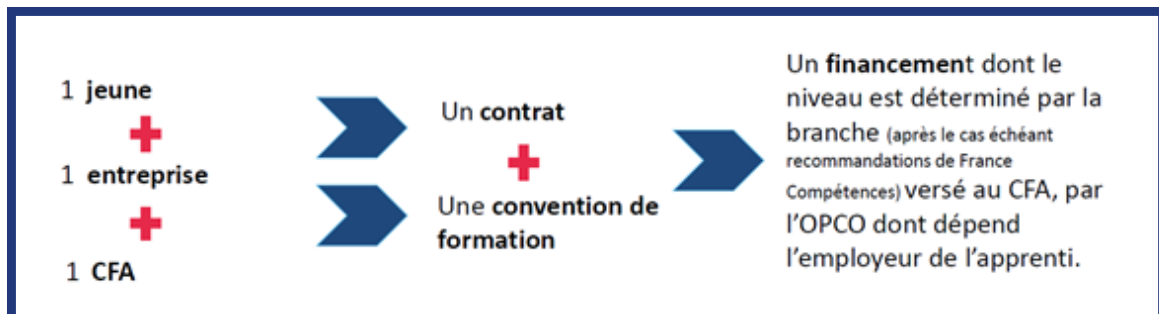 1 jeune
1 entreprise
1 CFA
Un contrat
Une convention de
formation
Un financement dont le
niveau est déterminé par la
branche (après le cas échéant
recommandations de France
Compétences) versé au CFA, par
l'OPCO dont dépend
l'employeur de l'apprenti.